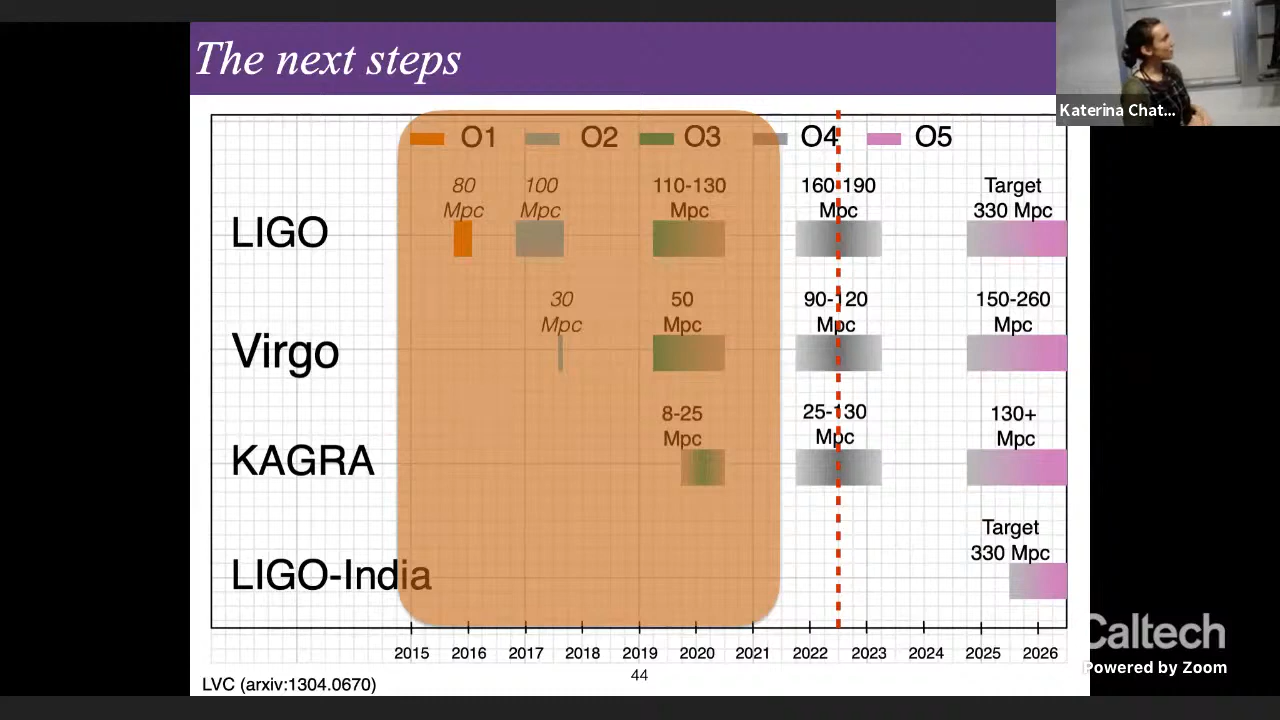 The next steps
Katerina Chat...
O1 O2 O3 O4 O5
80 Mpc
100 Mpc
110-130 Mpc
160-190 Mpc
Target 330 Mpc
LIGO
30 Mpc
50 Mpc
90-120 Mpc
150-260 Mpc
Virgo
8-25 Mpc
25-130 Mpc
130+ Mpc
KAGRA
Target 330 Mpc
LIGO-India
2015 2016 2017 2018 2019 2020 2021 2022 2023 2024 2025 2026
44
LVC (arxiv:1304.0670)
Caltech
Powered by Zoom